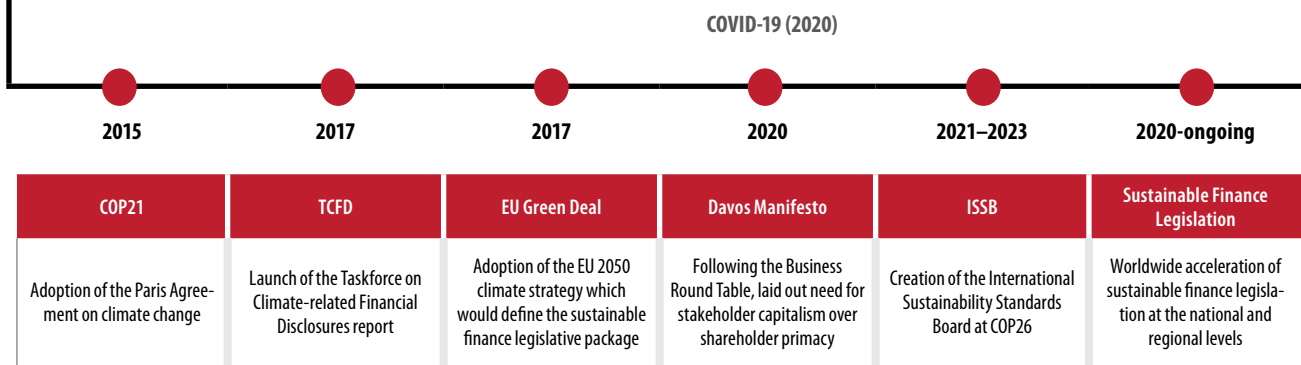 COVID-19 (2020)
2015
2017
2017
2020
2021–2023
2020-ongoing
COP21
TCFD
EU Green Deal
Davos Manifesto
ISSB
Sustainable Finance
Legislation
Adoption of the Paris Agree-
ment on climate change
Launch of the Taskforce on
Climate-related Financial
Disclosures report
Adoption of the EU 2050
climate strategy which
would define the sustainable
finance legislative package
Following the Business
Round Table, laid out need for
stakeholder capitalism over
shareholder primacy
Creation of the International
Sustainability Standards
Board at COP26
Worldwide acceleration of
sustainable finance legisla-
tion at the national and
regional levels